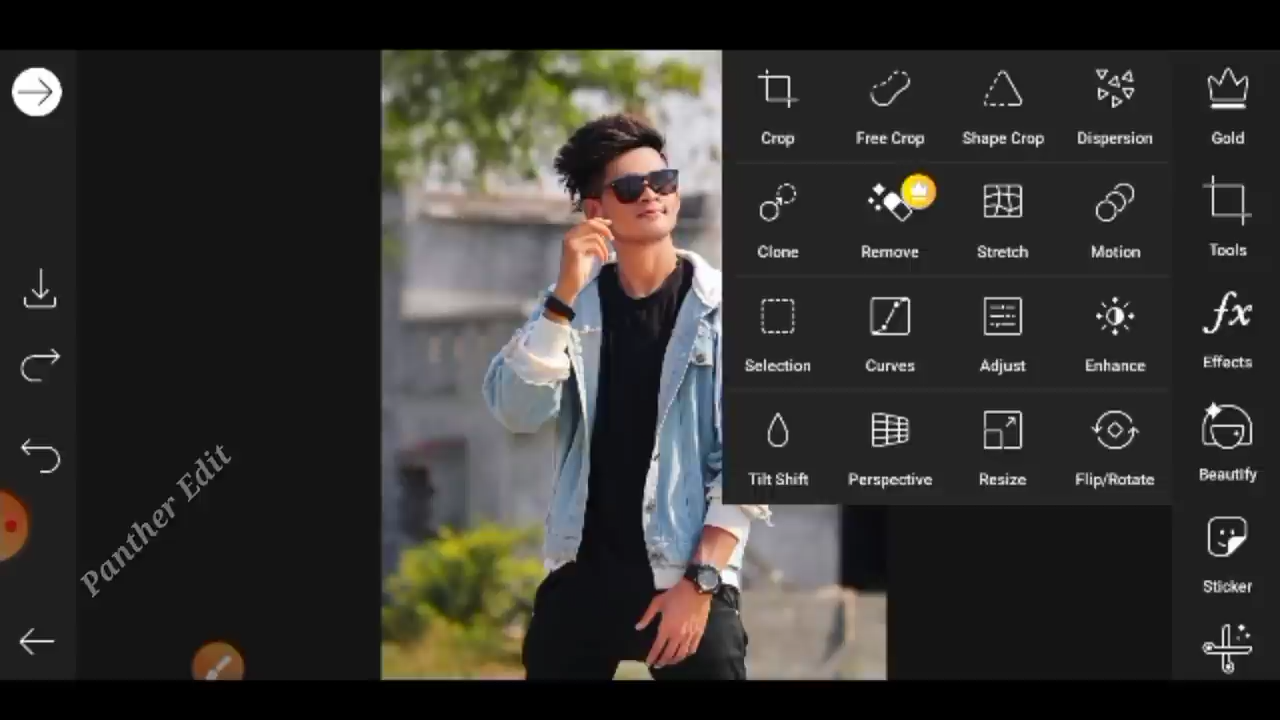 Crop
Free Crop
Shape Crop
Dispersion
Gold
Clone
Remove
Stretch
Motion
Tools
Selection
Curves
Adjust
Enhance
fx
Effects
Tilt Shift
Perspective
Resize
Flip/Rotate
Beautify
Sticker
Panther Edit